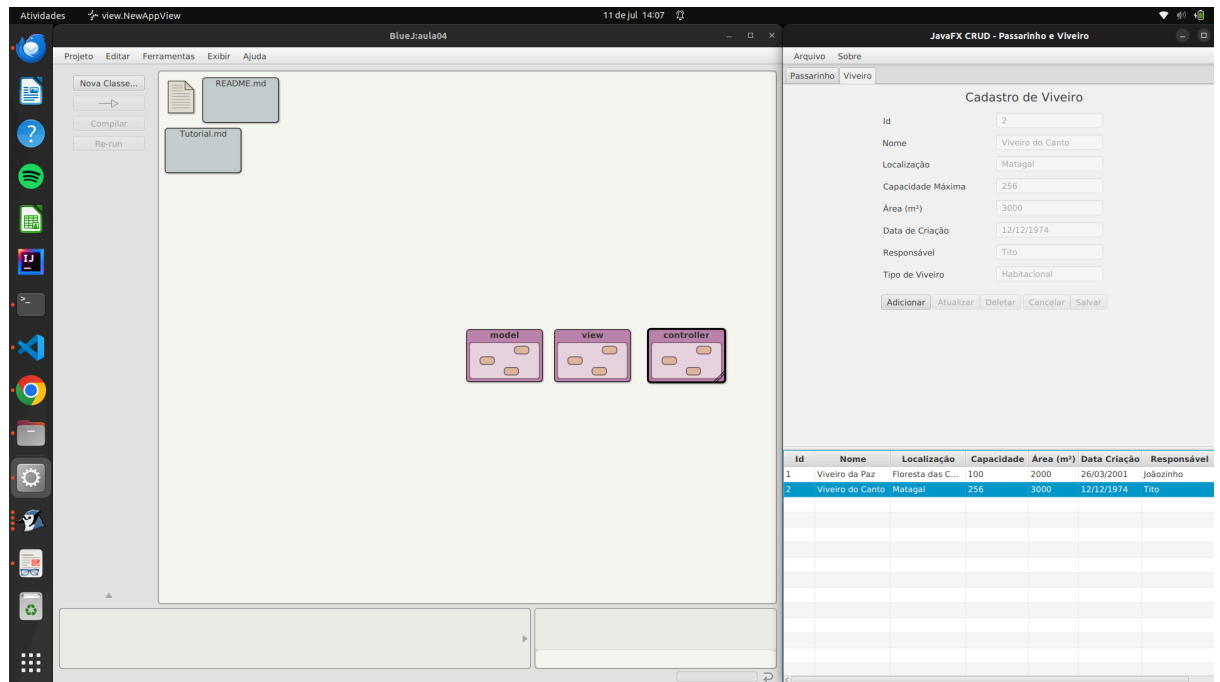 Atividades view.NewAppView 11 de jul 14:07
BlueJ:aula04
Projeto Editar Ferramentas Exibir Ajuda
Nova Classe...
Compilar
Re-run
README.md
Tutorial.md
model view controller
JavaFX CRUD - Passarinho e Viveiro
Arquivo Sobre
Passarinho Viveiro
Cadastro de Viveiro
Id 2
Nome Viveiro do Canto
Localização Matagal
Capacidade Máxima 256
Área (m²) 3000
Data de Criação 12/12/1974
Responsável Tito
Tipo de Viveiro Habitacional
Adicionar Atualizar Deletar Cancelar Salvar
Id Nome Localização Capacidade Área (m²) Data Criação Responsável
1 Viveiro da Paz Floresta das C... 100 2000 26/03/2001 Joãozinho
2 Viveiro do Canto Matagal 256 3000 12/12/1974 Tito